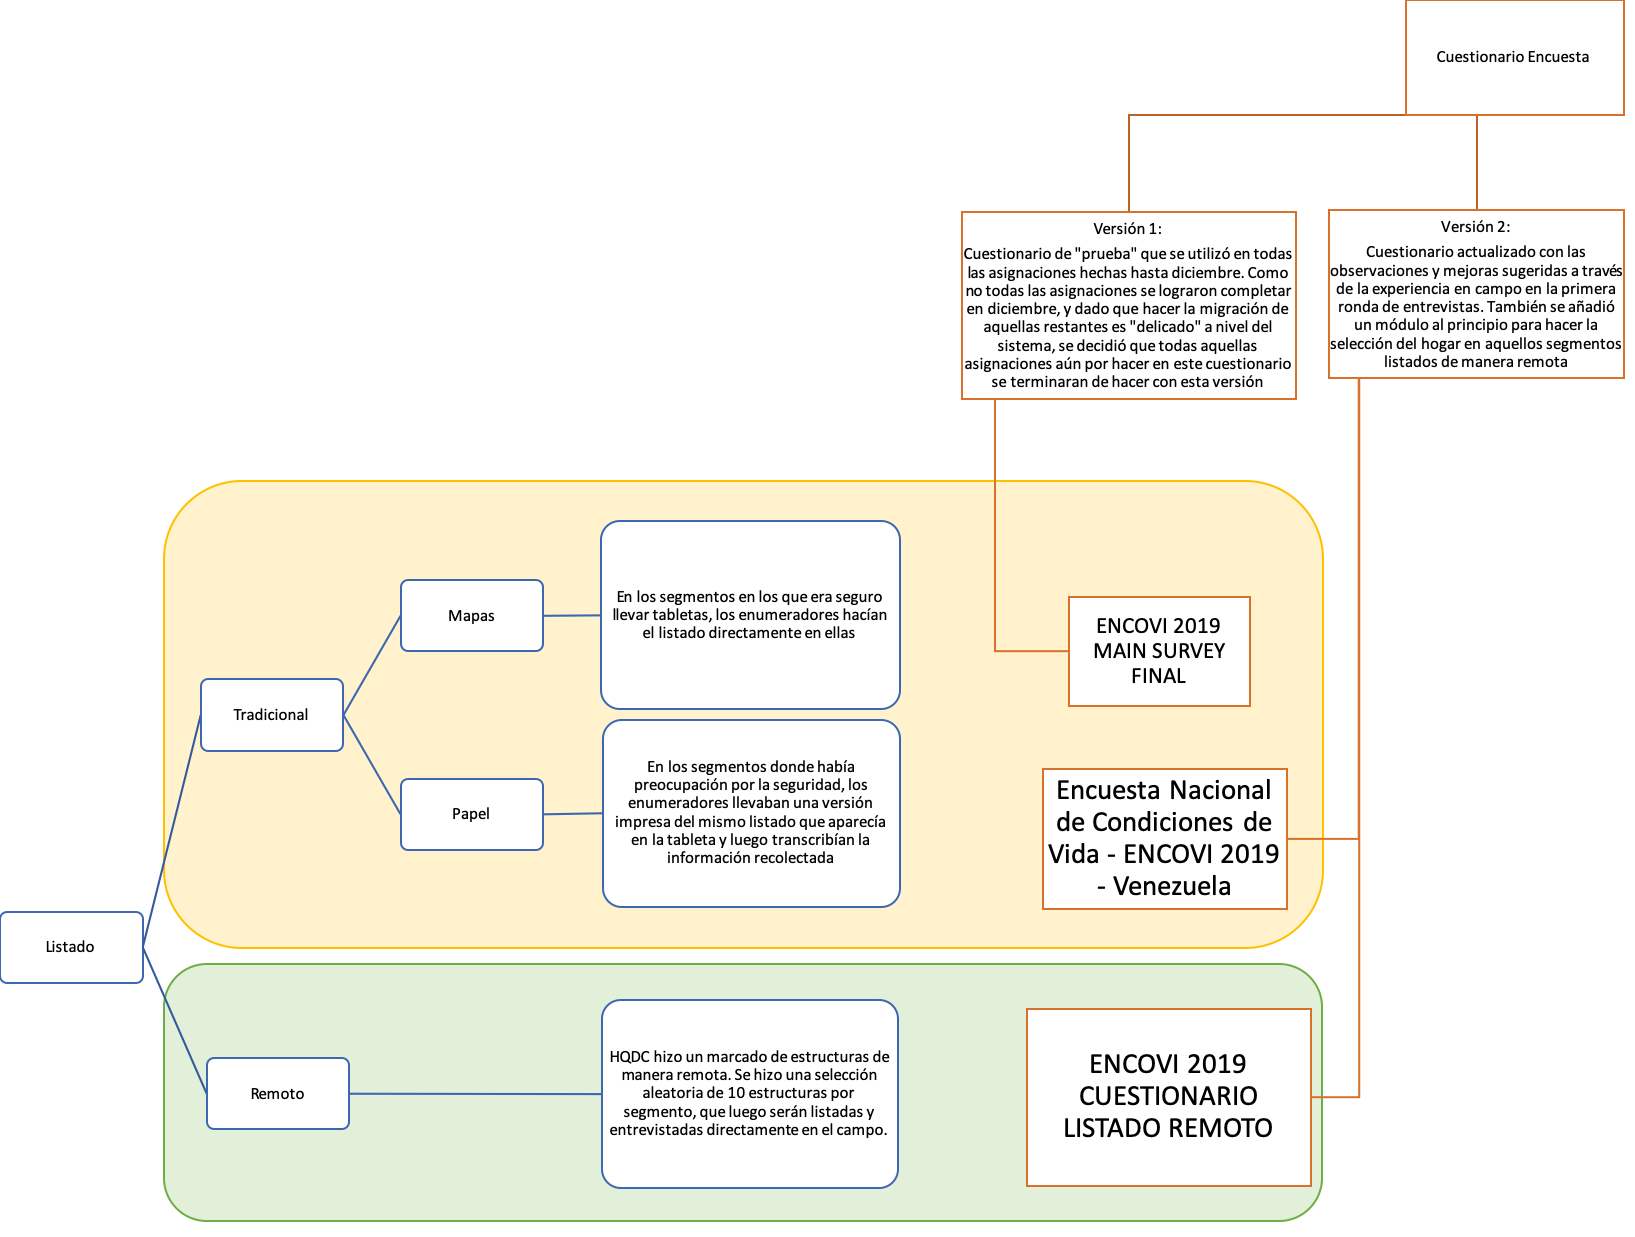 Cuestionario Encuesta
Versión 1:
Cuestionario de "prueba" que se utilizó en todas
las asignaciones hechas hasta diciembre. Como
no todas las asignaciones se lograron completar
en diciembre, y dado que hacer la migración de
aquellas restantes es "delicado" a nivel del
sistema, se decidió que todas aquellas
asignaciones aún por hacer en este cuestionario
se terminaran de hacer con esta versión
Versión 2:
Cuestionario actualizado con las
observaciones y mejoras sugeridas a través
de la experiencia en campo en la primera
ronda de entrevistas. También se añadió
un módulo al principio para hacer la
selección del hogar en aquellos segmentos
listados de manera remota
Listado
Tradicional
Mapas
En los segmentos en los que era seguro
llevar tabletas, los enumeradores hacían
el listado directamente en ellas
ENCOVI 2019
MAIN SURVEY
FINAL
Papel
En los segmentos donde había
preocupación por la seguridad, los
enumeradores llevaban una versión
impresa del mismo listado que aparecía
en la tableta y luego transcribían la
información recolectada
Encuesta Nacional
de Condiciones de
Vida - ENCOVI 2019
- Venezuela
Remoto
HQDC hizo un marcado de estructuras de
manera remota. Se hizo una selección
aleatoria de 10 estructuras por
segmento, que luego serán listadas y
entrevistadas directamente en el campo.
ENCOVI 2019
CUESTIONARIO
LISTADO REMOTO